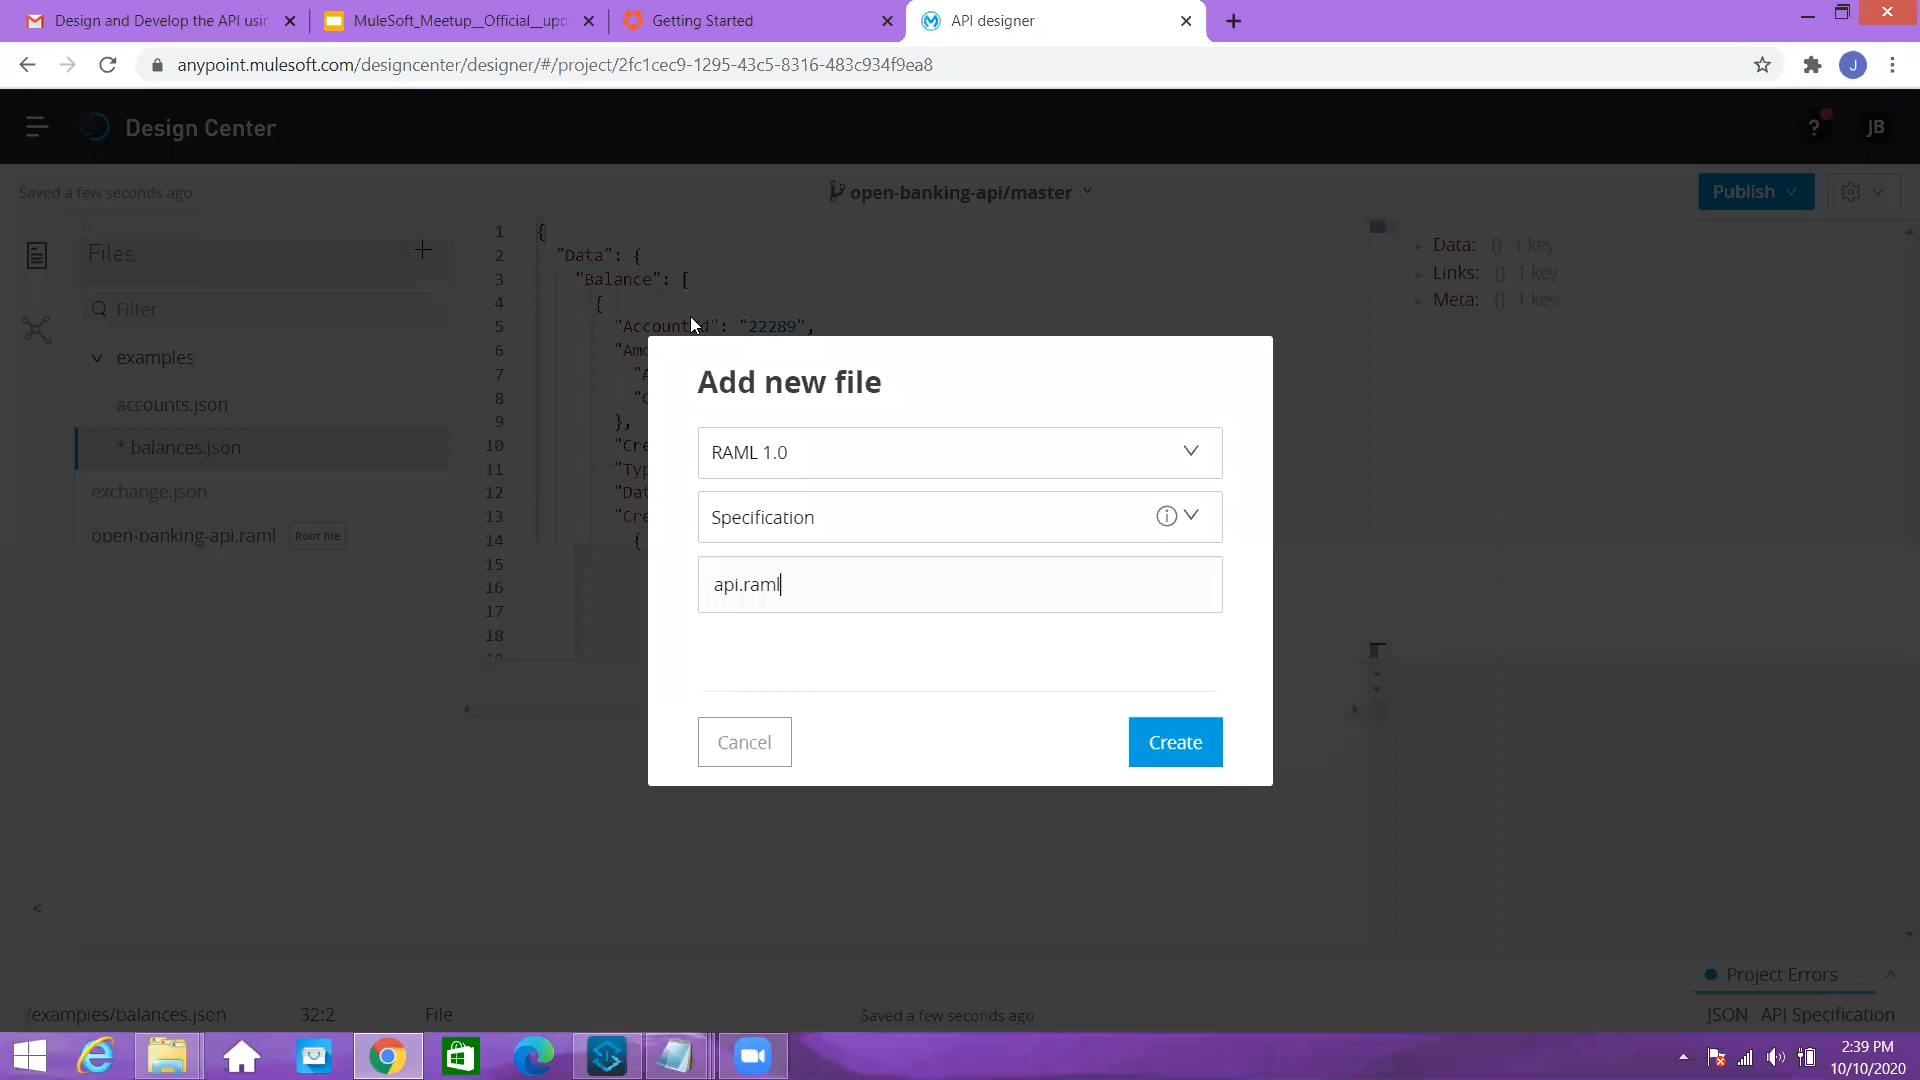 Design and Develop the API usin
MuleSoft_Meetup__Official__upd
Getting Started
API designer
anypoint.mulesoft.com/designcenter/designer/#/project/2fc1cec9-1295-43c5-8316-483c934f9ea8
J
Design Center
?
JB
Saved a few seconds ago
open-banking-api/master
Publish
Files
Filter
examples
accounts.json
* balances.json
exchange.json
open-banking-api.raml
Root file
1 {
2 "Data": {
3 "Balance": [
4 {
5 "AccountId": "22289",
6 "Amo
7 "A
8 "
9 },
10 "Cre
11 "Typ
12 "Dat
13 "Cre
14 {
15
16
17
18
Data: {} 1 key
Links: {} 1 key
Meta: {} 1 key
Add new file
RAML 1.0
Specification
api.raml
Cancel
Create
<
Project Errors
/examples/balances.json
32:2
File
Saved a few seconds ago
JSON
API Specification
2:39 PM
10/10/2020